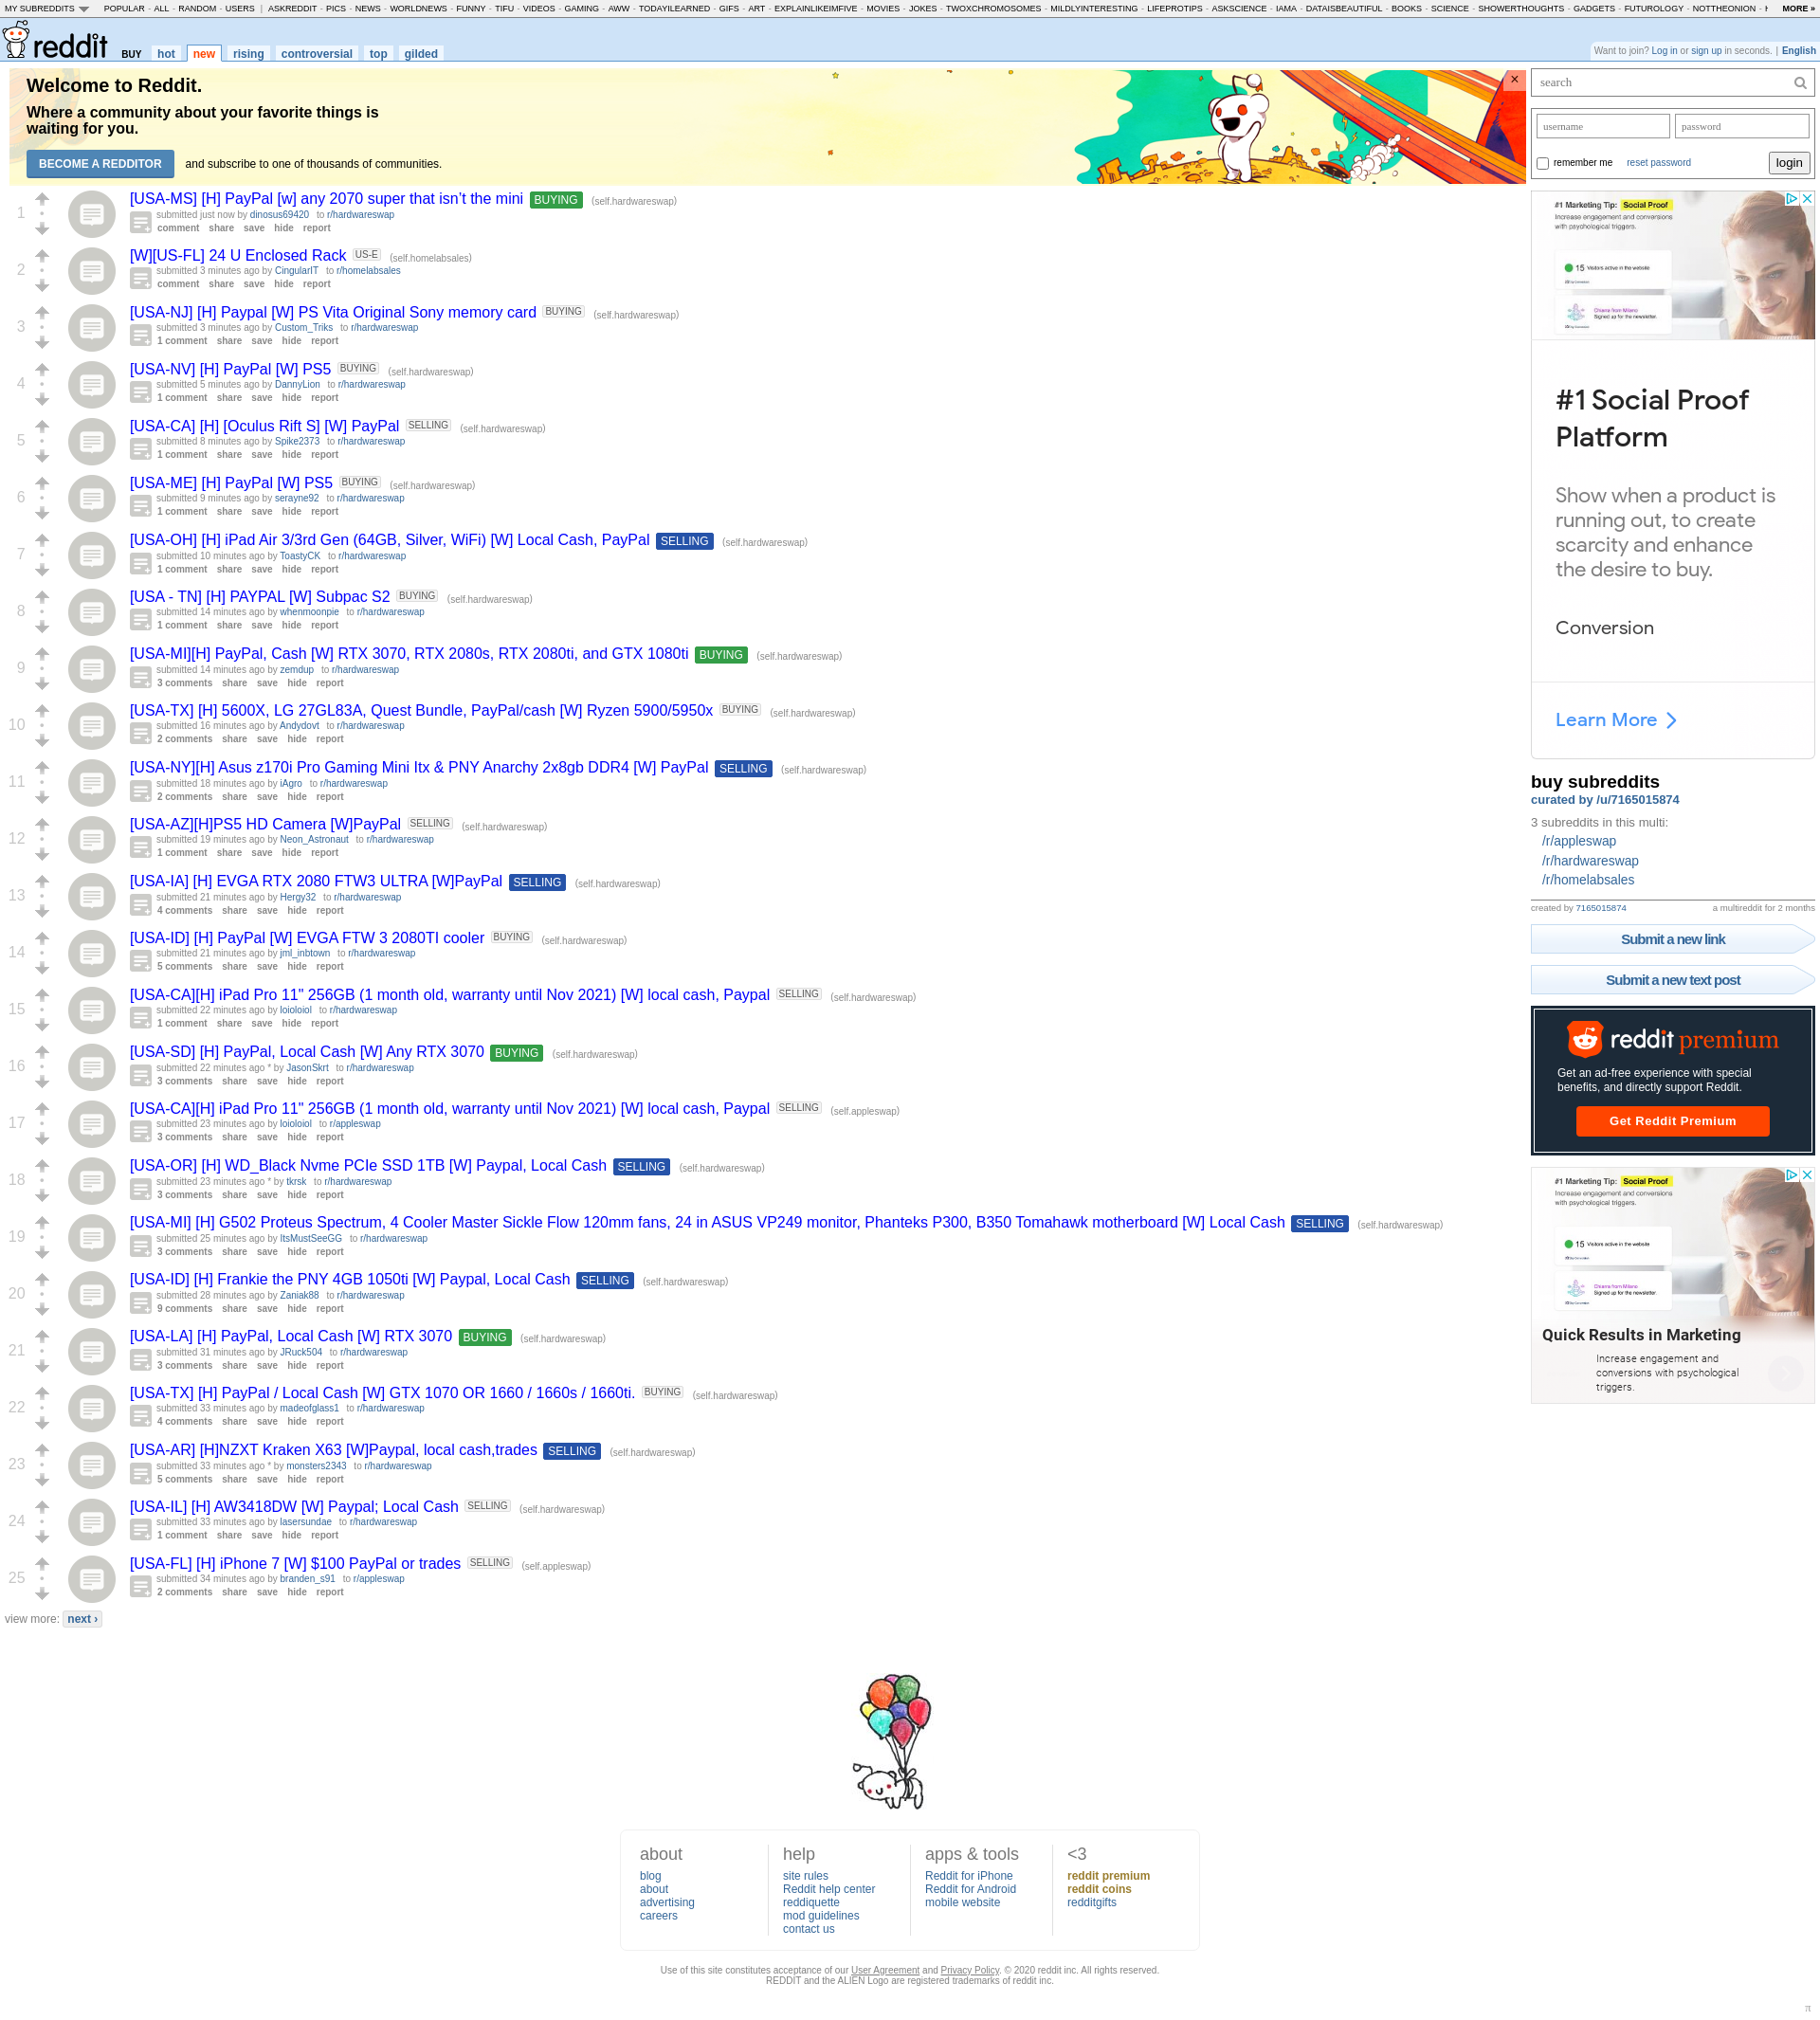 MY SUBREDDITS POPULAR - ALL - RANDOM - USERS | ASKREDDIT - PICS - NEWS - WORLDNEWS - FUNNY - TIFU - VIDEOS - GAMING - AWW - TODAYILEARNED - GIFS - ART - EXPLAINLIKEIMFIVE - MOVIES - JOKES - TWOXCHROMOSOMES - MILDLYINTERESTING - LIFEPROTIPS - ASKSCIENCE - IAMA - DATAISBEAUTIFUL - BOOKS - SCIENCE - SHOWERTHOUGHTS - GADGETS - FUTUROLOGY - NOTTHEONION - MORE »
reddit BUY hot new rising controversial top gilded
Want to join? Log in or sign up in seconds. | English
Welcome to Reddit.
Where a community about your favorite things is
waiting for you.
BECOME A REDDITOR and subscribe to one of thousands of communities.
1
[USA-MS] [H] PayPal [w] any 2070 super that isn’t the mini BUYING (self.hardwareswap)
submitted just now by dinosus69420 to r/hardwareswap
comment share save hide report
2
[W][US-FL] 24 U Enclosed Rack US-E (self.homelabsales)
submitted 3 minutes ago by CingularIT to r/homelabsales
comment share save hide report
3
[USA-NJ] [H] Paypal [W] PS Vita Original Sony memory card BUYING (self.hardwareswap)
submitted 3 minutes ago by Custom_Triks to r/hardwareswap
1 comment share save hide report
4
[USA-NV] [H] PayPal [W] PS5 BUYING (self.hardwareswap)
submitted 5 minutes ago by DannyLion to r/hardwareswap
1 comment share save hide report
5
[USA-CA] [H] [Oculus Rift S] [W] PayPal SELLING (self.hardwareswap)
submitted 8 minutes ago by Spike2373 to r/hardwareswap
1 comment share save hide report
6
[USA-ME] [H] PayPal [W] PS5 BUYING (self.hardwareswap)
submitted 9 minutes ago by serayne92 to r/hardwareswap
1 comment share save hide report
7
[USA-OH] [H] iPad Air 3/3rd Gen (64GB, Silver, WiFi) [W] Local Cash, PayPal SELLING (self.hardwareswap)
submitted 10 minutes ago by ToastyCK to r/hardwareswap
1 comment share save hide report
8
[USA - TN] [H] PAYPAL [W] Subpac S2 BUYING (self.hardwareswap)
submitted 14 minutes ago by whenmoonpie to r/hardwareswap
1 comment share save hide report
9
[USA-MI][H] PayPal, Cash [W] RTX 3070, RTX 2080s, RTX 2080ti, and GTX 1080ti BUYING (self.hardwareswap)
submitted 14 minutes ago by zemdup to r/hardwareswap
3 comments share save hide report
10
[USA-TX] [H] 5600X, LG 27GL83A, Quest Bundle, PayPal/cash [W] Ryzen 5900/5950x BUYING (self.hardwareswap)
submitted 16 minutes ago by Andydovt to r/hardwareswap
2 comments share save hide report
11
[USA-NY][H] Asus z170i Pro Gaming Mini Itx & PNY Anarchy 2x8gb DDR4 [W] PayPal SELLING (self.hardwareswap)
submitted 18 minutes ago by iAgro to r/hardwareswap
2 comments share save hide report
12
[USA-AZ][H]PS5 HD Camera [W]PayPal SELLING (self.hardwareswap)
submitted 19 minutes ago by Neon_Astronaut to r/hardwareswap
1 comment share save hide report
13
[USA-IA] [H] EVGA RTX 2080 FTW3 ULTRA [W]PayPal SELLING (self.hardwareswap)
submitted 21 minutes ago by Hergy32 to r/hardwareswap
4 comments share save hide report
14
[USA-ID] [H] PayPal [W] EVGA FTW 3 2080TI cooler BUYING (self.hardwareswap)
submitted 21 minutes ago by jml_inbtown to r/hardwareswap
5 comments share save hide report
15
[USA-CA][H] iPad Pro 11" 256GB (1 month old, warranty until Nov 2021) [W] local cash, Paypal SELLING (self.hardwareswap)
submitted 22 minutes ago by loioloiol to r/hardwareswap
1 comment share save hide report
16
[USA-SD] [H] PayPal, Local Cash [W] Any RTX 3070 BUYING (self.hardwareswap)
submitted 22 minutes ago * by JasonSkrt to r/hardwareswap
3 comments share save hide report
17
[USA-CA][H] iPad Pro 11" 256GB (1 month old, warranty until Nov 2021) [W] local cash, Paypal SELLING (self.appleswap)
submitted 23 minutes ago by loioloiol to r/appleswap
3 comments share save hide report
18
[USA-OR] [H] WD_Black Nvme PCIe SSD 1TB [W] Paypal, Local Cash SELLING (self.hardwareswap)
submitted 23 minutes ago * by tkrsk to r/hardwareswap
3 comments share save hide report
19
[USA-MI] [H] G502 Proteus Spectrum, 4 Cooler Master Sickle Flow 120mm fans, 24 in ASUS VP249 monitor, Phanteks P300, B350 Tomahawk motherboard [W] Local Cash SELLING (self.hardwareswap)
submitted 25 minutes ago by ItsMustSeeGG to r/hardwareswap
3 comments share save hide report
20
[USA-ID] [H] Frankie the PNY 4GB 1050ti [W] Paypal, Local Cash SELLING (self.hardwareswap)
submitted 28 minutes ago by Zaniak88 to r/hardwareswap
9 comments share save hide report
21
[USA-LA] [H] PayPal, Local Cash [W] RTX 3070 BUYING (self.hardwareswap)
submitted 31 minutes ago by JRuck504 to r/hardwareswap
3 comments share save hide report
22
[USA-TX] [H] PayPal / Local Cash [W] GTX 1070 OR 1660 / 1660s / 1660ti. BUYING (self.hardwareswap)
submitted 33 minutes ago by madeofglass1 to r/hardwareswap
4 comments share save hide report
23
[USA-AR] [H]NZXT Kraken X63 [W]Paypal, local cash,trades SELLING (self.hardwareswap)
submitted 33 minutes ago * by monsters2343 to r/hardwareswap
5 comments share save hide report
24
[USA-IL] [H] AW3418DW [W] Paypal; Local Cash SELLING (self.hardwareswap)
submitted 33 minutes ago by lasersundae to r/hardwareswap
1 comment share save hide report
25
[USA-FL] [H] iPhone 7 [W] $100 PayPal or trades SELLING (self.appleswap)
submitted 34 minutes ago by branden_s91 to r/appleswap
2 comments share save hide report
view more: next ›
search
username password
remember me reset password login
#1 Marketing Tip: Social Proof
Increase engagement and conversions
with psychological triggers.
15 Visitors active in the website
Chiara from Milano
Signed up for the newsletter.
#1 Social Proof
Platform
Show when a product is
running out, to create
scarcity and enhance
the desire to buy.
Conversion
Learn More
buy subreddits
curated by /u/7165015874
3 subreddits in this multi:
/r/appleswap
/r/hardwareswap
/r/homelabsales
created by 7165015874 a multireddit for 2 months
Submit a new link
Submit a new text post
reddit premium
Get an ad-free experience with special
benefits, and directly support Reddit.
Get Reddit Premium
#1 Marketing Tip: Social Proof
Increase engagement and conversions
with psychological triggers.
15 Visitors active in the website
Chiara from Milano
Signed up for the newsletter.
Quick Results in Marketing
Increase engagement and
conversions with psychological
triggers.
about
blog
about
advertising
careers
help
site rules
Reddit help center
reddiquette
mod guidelines
contact us
apps & tools
Reddit for iPhone
Reddit for Android
mobile website
<3
reddit premium
reddit coins
redditgifts
Use of this site constitutes acceptance of our User Agreement and Privacy Policy. © 2020 reddit inc. All rights reserved.
REDDIT and the ALIEN Logo are registered trademarks of reddit inc.
π